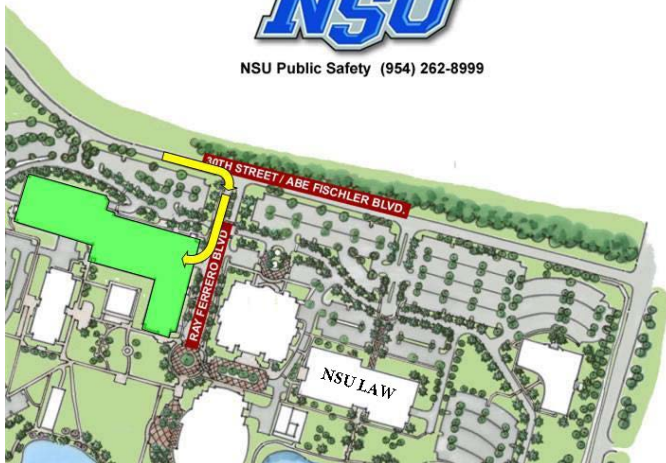 NSU
NSU Public Safety (954) 262-8999
30TH STREET / ABE FISCHLER BLVD.
RAY FERRERO BLVD
NSU LAW